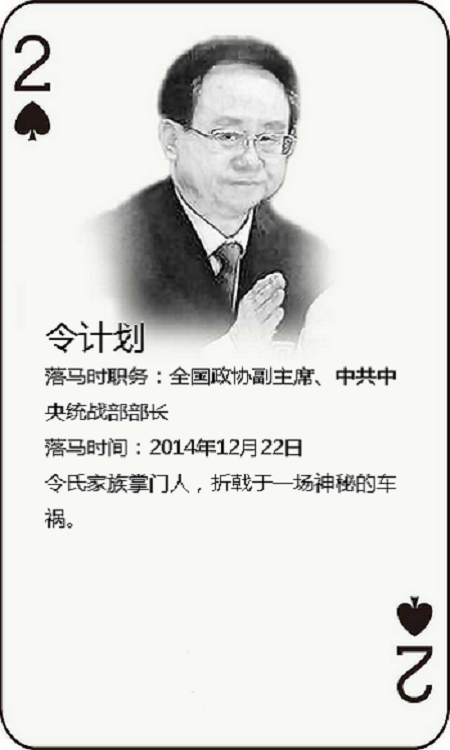 2
令计划
落马时职务：全国政协副主席、中共中
央统战部部长
落马时间：2014年12月22日
令氏家族掌门人，折戟于一场神秘的车
祸。
2